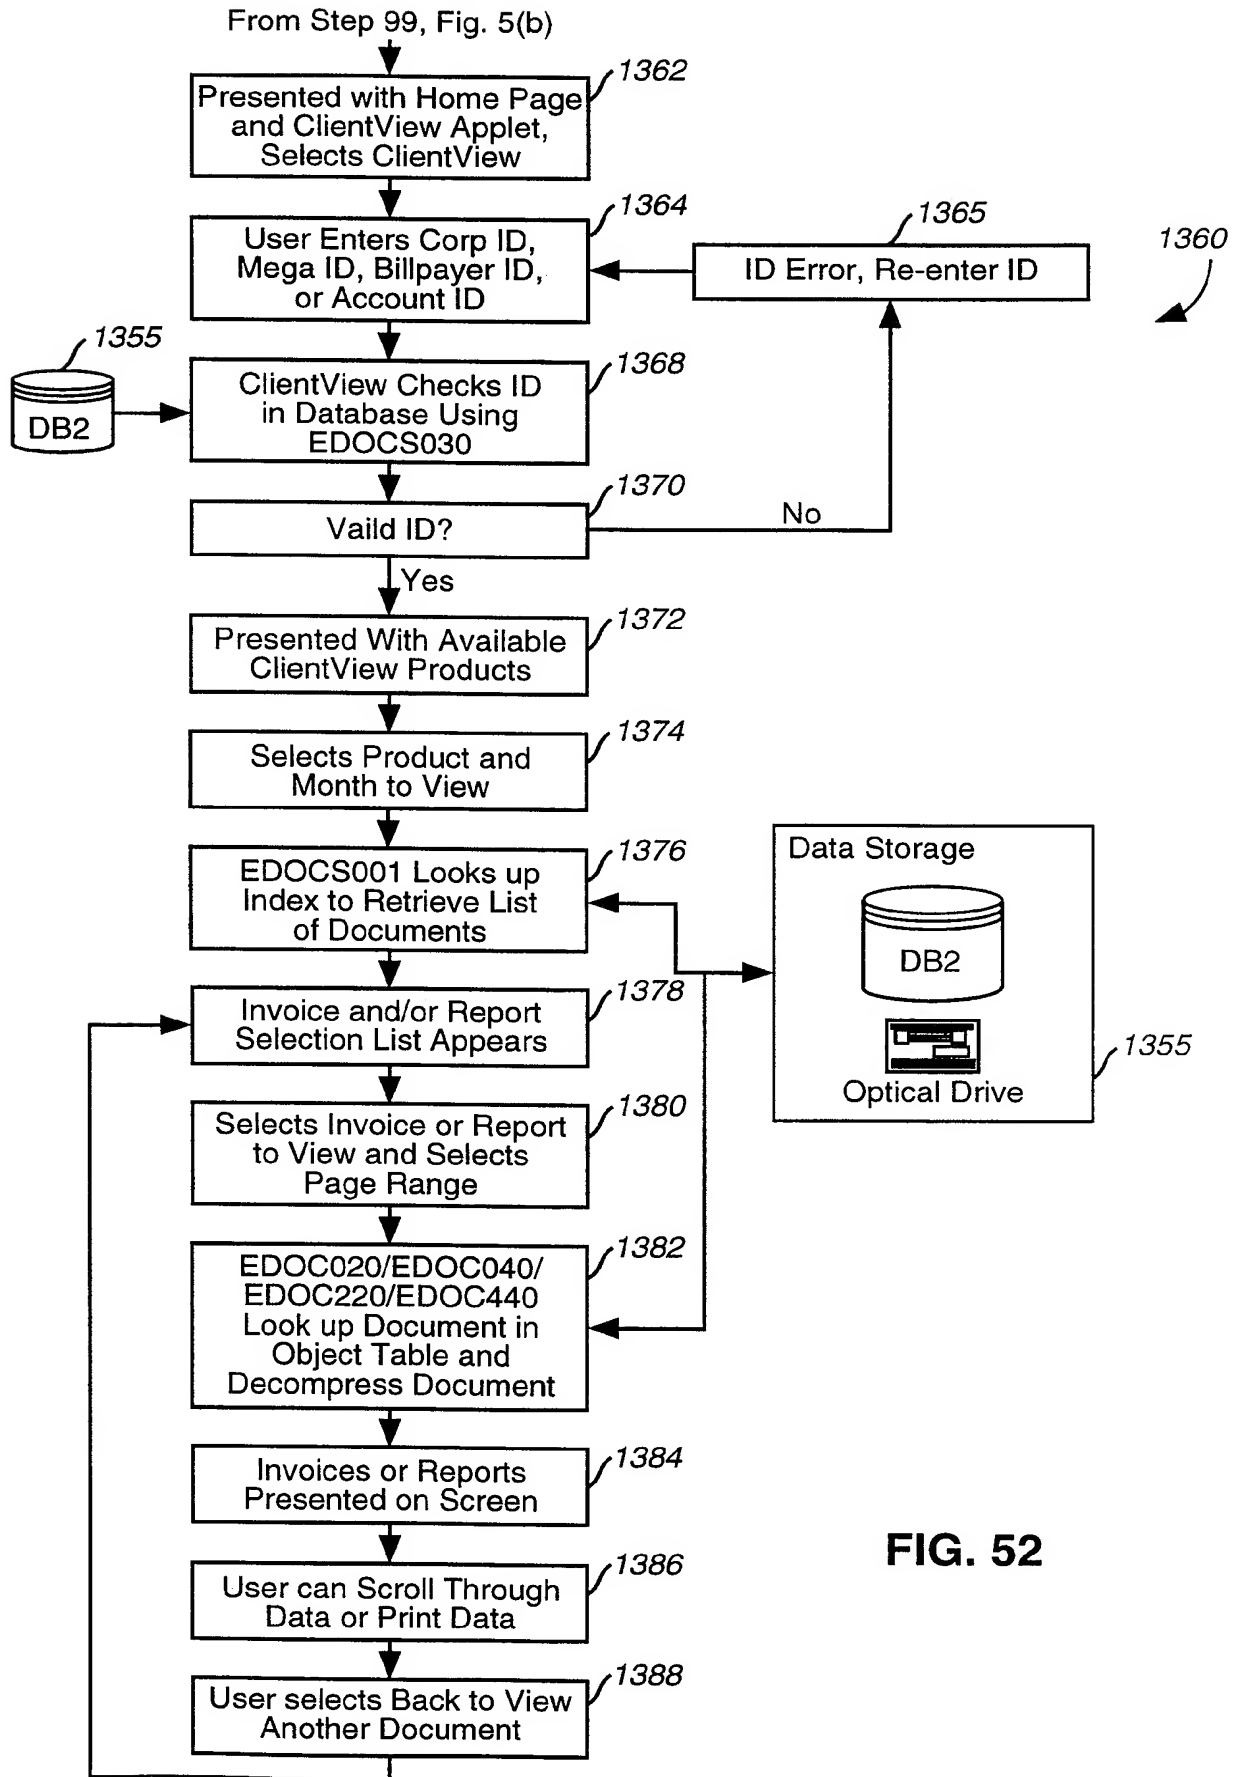 From Step 99, Fig. 5(b)
1362
Presented with Home Page
and ClientView Applet,
Selects ClientView
1364
User Enters Corp ID,
Mega ID, Billpayer ID,
or Account ID
1365
ID Error, Re-enter ID
1360
1355
DB2
1368
ClientView Checks ID
in Database Using
EDOCS030
1370
Vaild ID?
No
Yes
1372
Presented With Available
ClientView Products
1374
Selects Product and
Month to View
1376
EDOCS001 Looks up
Index to Retrieve List
of Documents
Data Storage
DB2
Optical Drive
1355
1378
Invoice and/or Report
Selection List Appears
1380
Selects Invoice or Report
to View and Selects
Page Range
1382
EDOC020/EDOC040/
EDOC220/EDOC440
Look up Document in
Object Table and
Decompress Document
1384
Invoices or Reports
Presented on Screen
1386
User can Scroll Through
Data or Print Data
1388
User selects Back to View
Another Document
FIG. 52